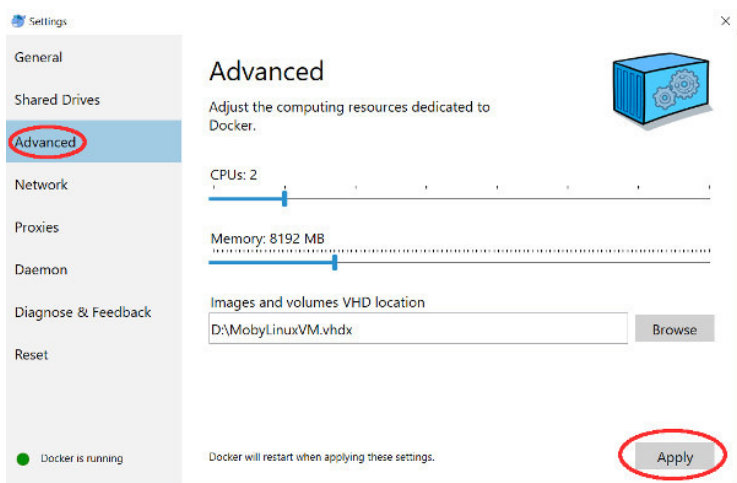 Settings
General
Shared Drives
Advanced
Network
Proxies
Daemon
Diagnose & Feedback
Reset
Docker is running
Advanced
Adjust the computing resources dedicated to
Docker.
CPUs: 2
Memory: 8192 MB
Images and volumes VHD location
D:\MobyLinuxVM.vhdx
Browse
Docker will restart when applying these settings.
Apply